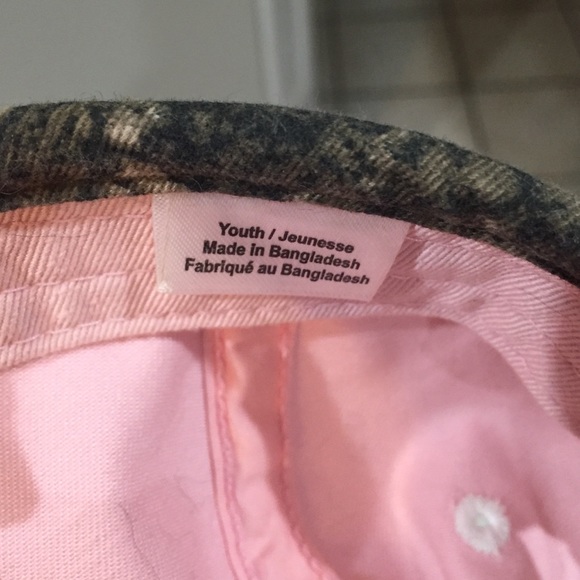 Youth / Jeunesse
Made in Bangladesh
Fabriqué au Bangladesh